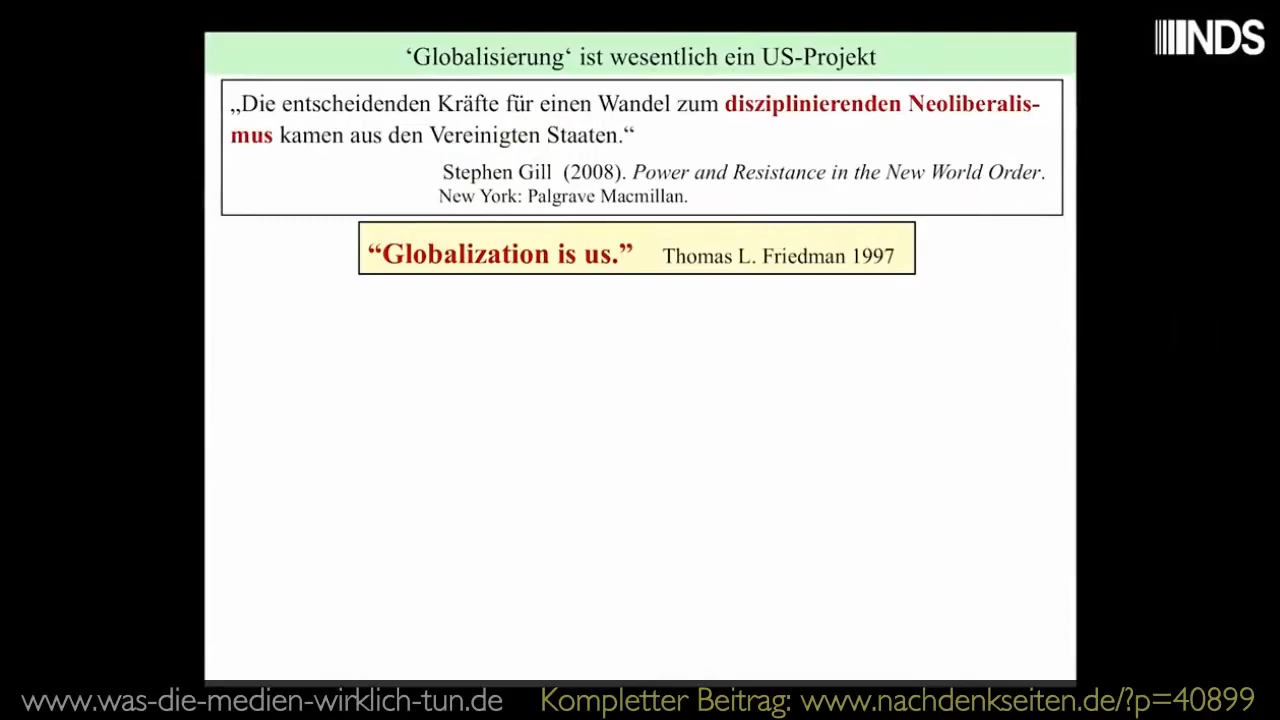 NDS
‘Globalisierung‘ ist wesentlich ein US-Projekt
„Die entscheidenden Kräfte für einen Wandel zum disziplinierenden Neoliberalis-
mus kamen aus den Vereinigten Staaten.“
Stephen Gill (2008). Power and Resistance in the New World Order.
New York: Palgrave Macmillan.
“Globalization is us.” Thomas L. Friedman 1997
www.was-die-medien-wirklich-tun.de Kompletter Beitrag: www.nachdenkseiten.de/?p=40899